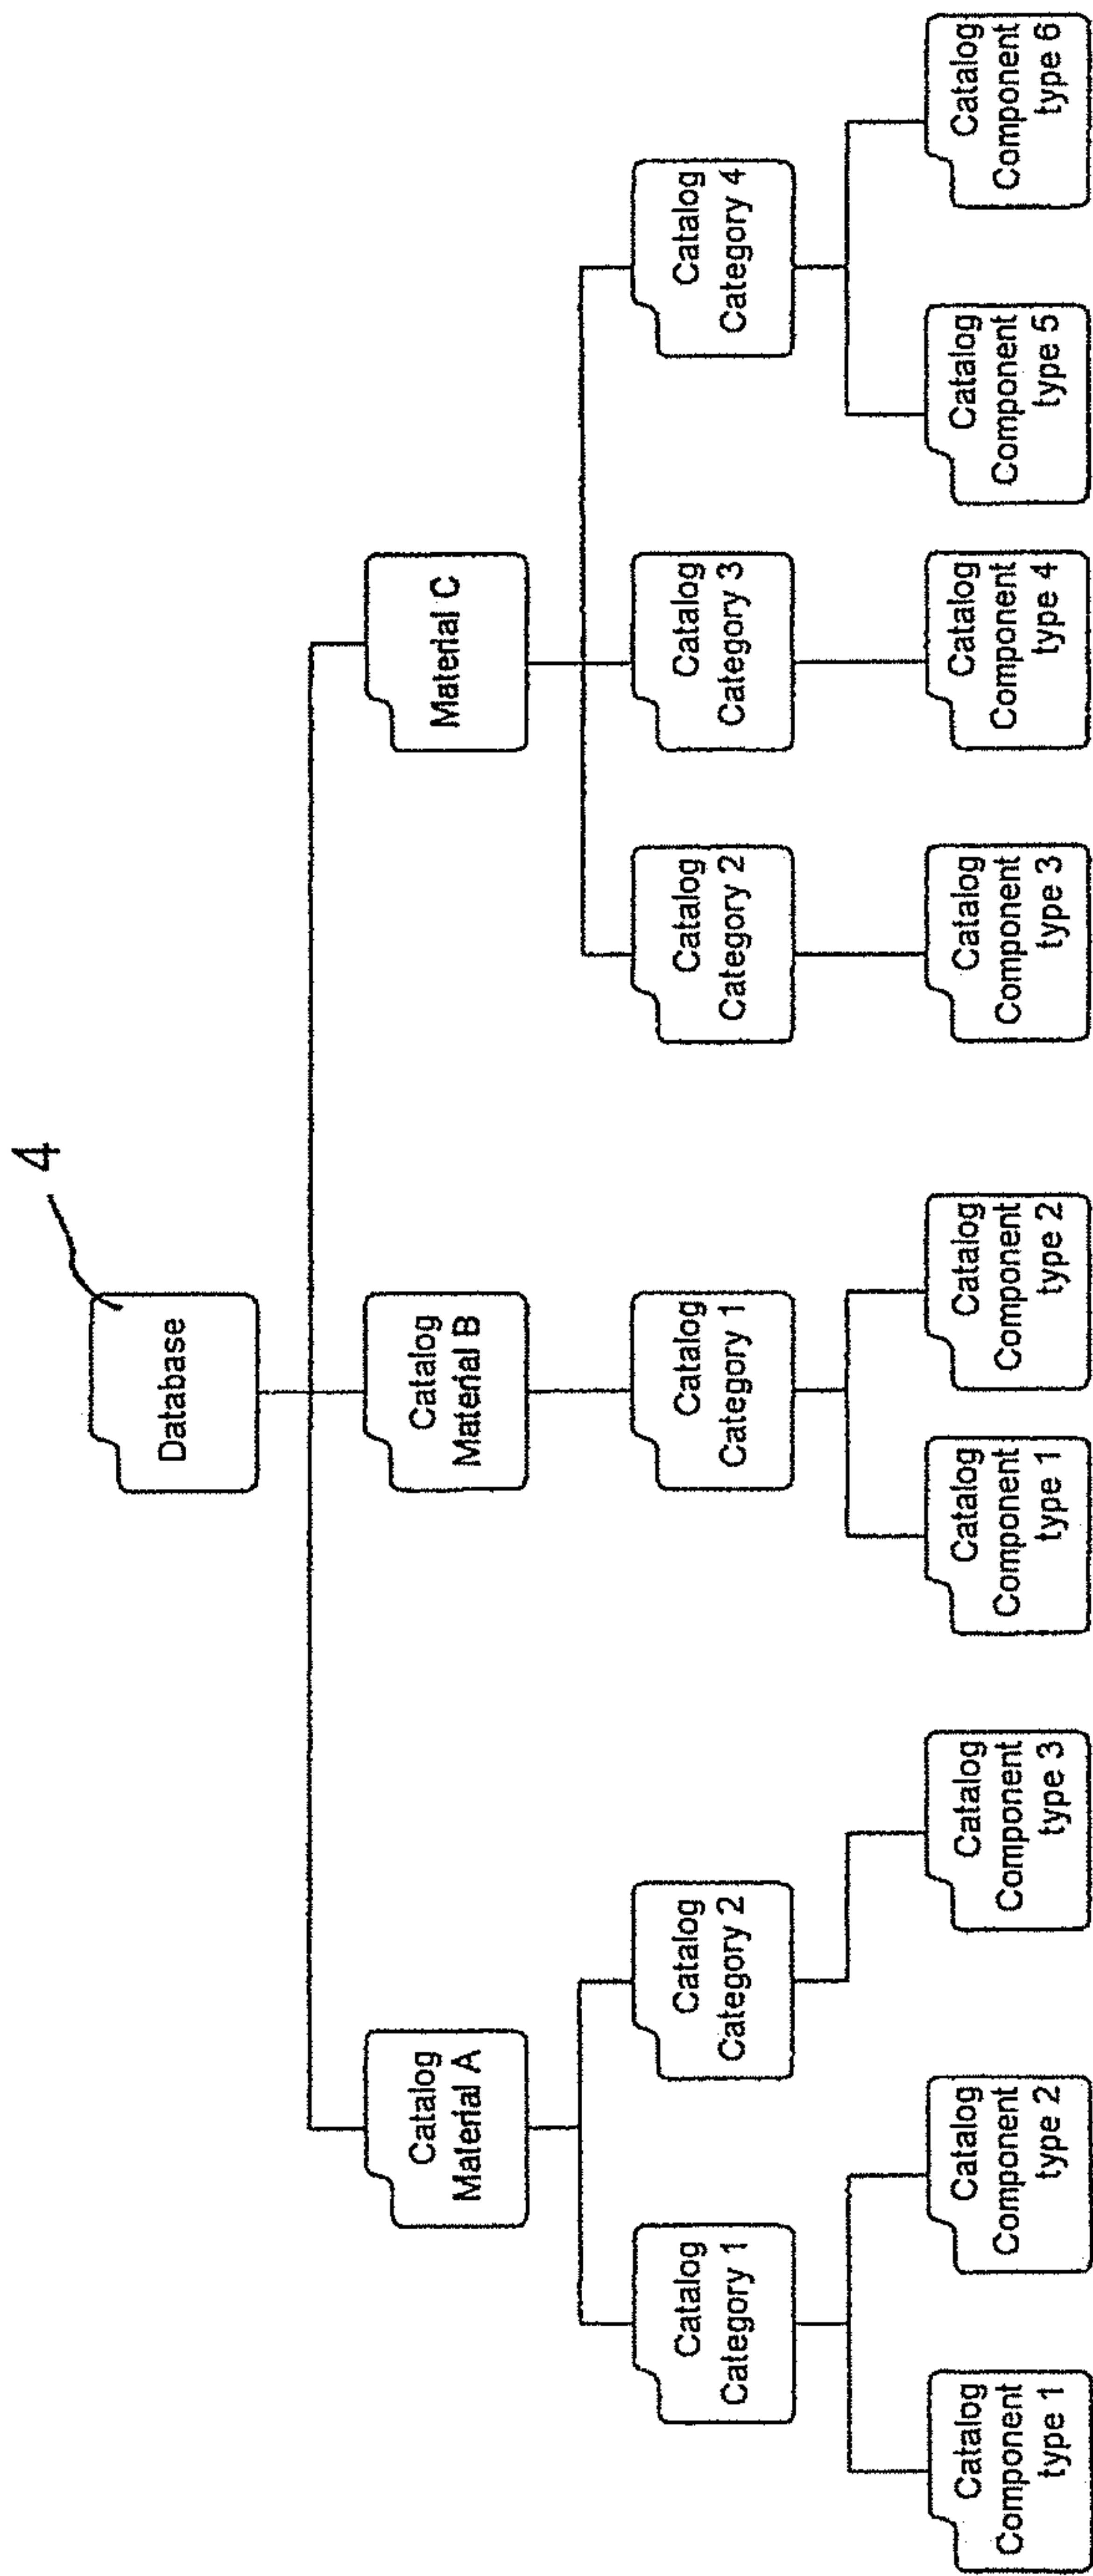 4
Database
Catalog
Material A
Catalog
Material B
Material C
Catalog
Category 1
Catalog
Category 2
Catalog
Category 1
Catalog
Category 2
Catalog
Category 3
Catalog
Category 4
Catalog
Component
type 1
Catalog
Component
type 2
Catalog
Component
type 3
Catalog
Component
type 1
Catalog
Component
type 2
Catalog
Component
type 3
Catalog
Component
type 4
Catalog
Component
type 5
Catalog
Component
type 6